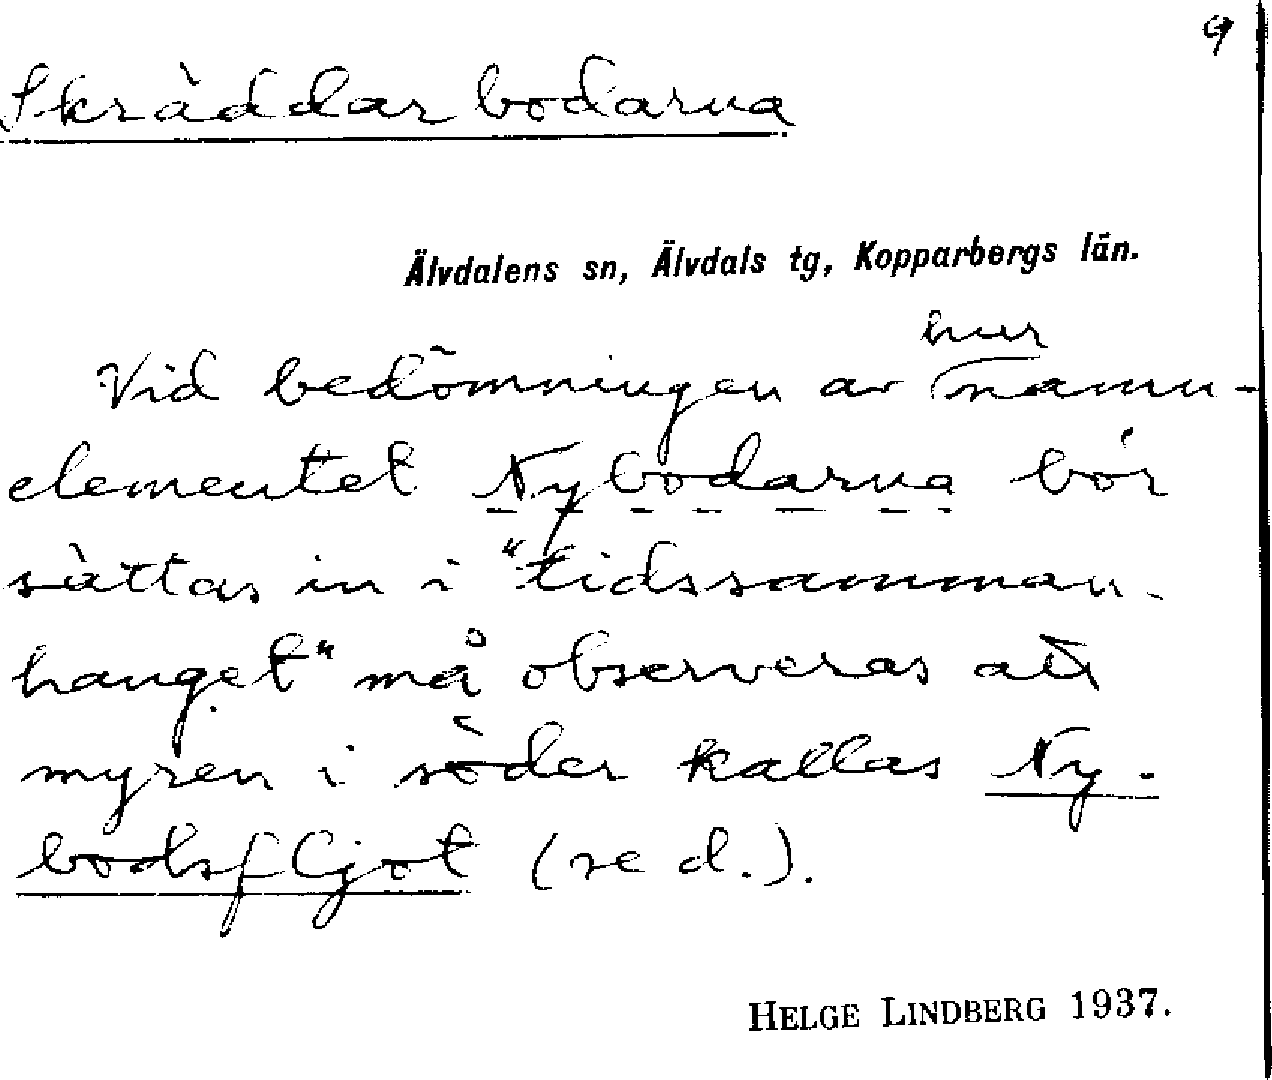 9
Skräddarbodarna
Älvdalens sn, Älvdals tg, Kopparbergs län.
hur
Vid bedömningen av namn-
elementet Nybodarna bör
sättas in i "tidssamman-
hanget" må observeras att
myren i söder kallas Ny-
bodsfljot (se d.).
HELGE LINDBERG 1937.